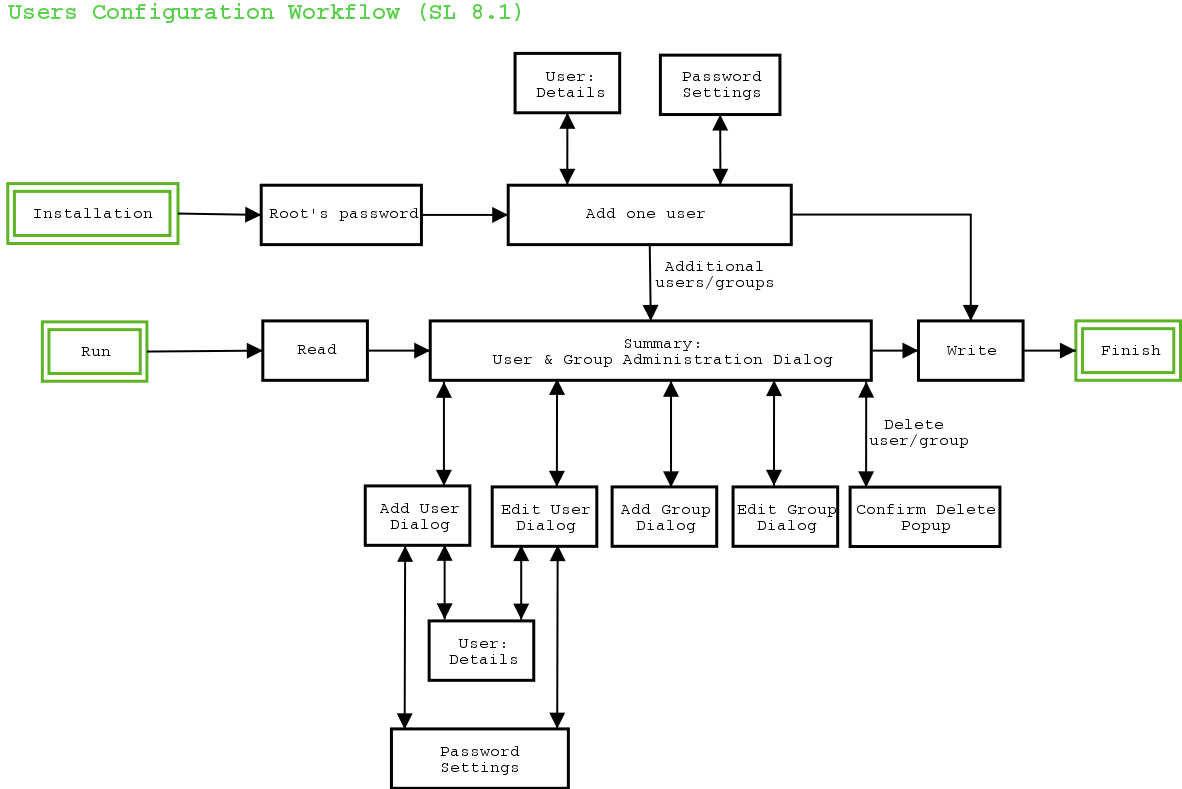 Users Configuration Workflow (SL 8.1)
User:
Details
Password
Settings
Installation
Root's password
Add one user
Additional
users/groups
Run
Read
Summary:
User & Group Administration Dialog
Write
Finish
Delete
user/group
Add User
Dialog
Edit User
Dialog
Add Group
Dialog
Edit Group
Dialog
Confirm Delete
Popup
User:
Details
Password
Settings